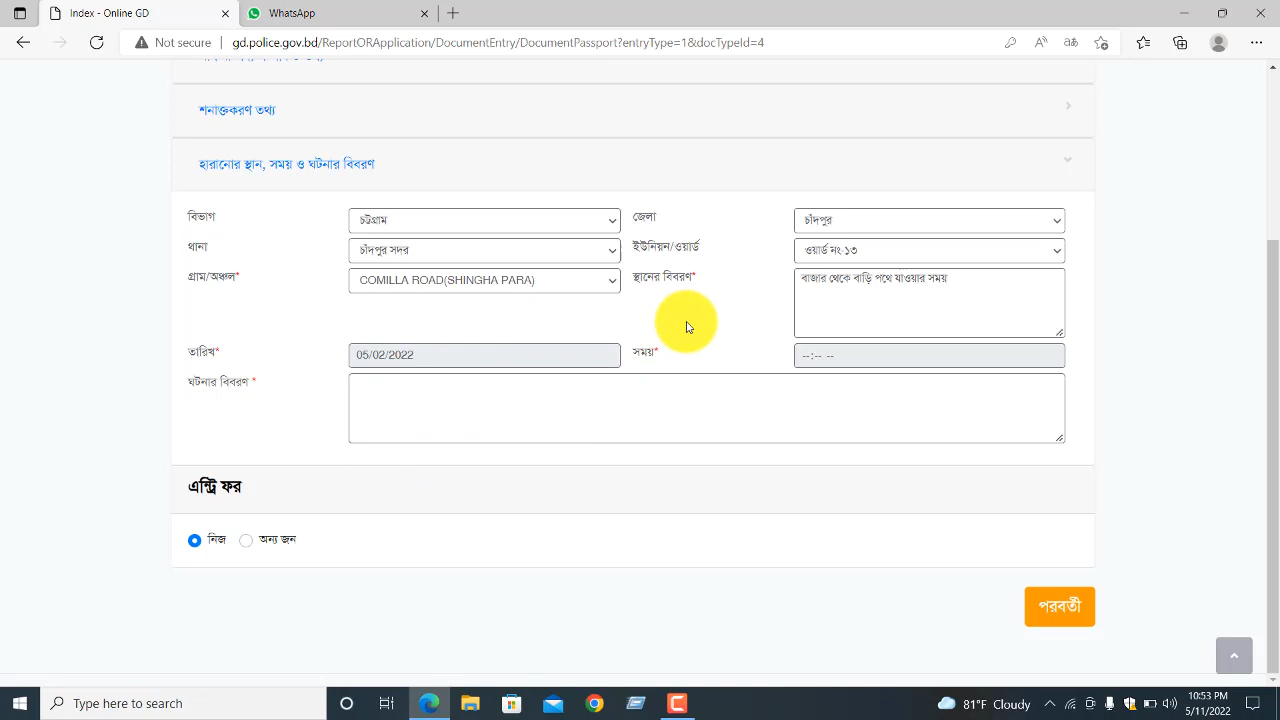 Index - Online GD
WhatsApp
Not secure
gd.police.gov.bd/ReportORApplication/DocumentEntry/DocumentPassport?entryType=1&docTypeId=4
শনাক্তকরণ তথ্য
হারানোর স্থান, সময় ও ঘটনার বিবরণ
বিভাগ চট্টগ্রাম জেলা চাঁদপুর
থানা চাঁদপুর সদর ইউনিয়ন/ওয়ার্ড ওয়ার্ড নং-১৩
গ্রাম/অঞ্চল* COMILLA ROAD(SHINGHA PARA) স্থানের বিবরণ* বাজার থেকে বাড়ি পথে যাওয়ার সময়
তারিখ* 05/02/2022 সময়* --:-- --
ঘটনার বিবরণ *
এন্ট্রি ফর
নিজ অন্য জন
পরবর্তী
Type here to search
81°F Cloudy
10:53 PM
5/11/2022